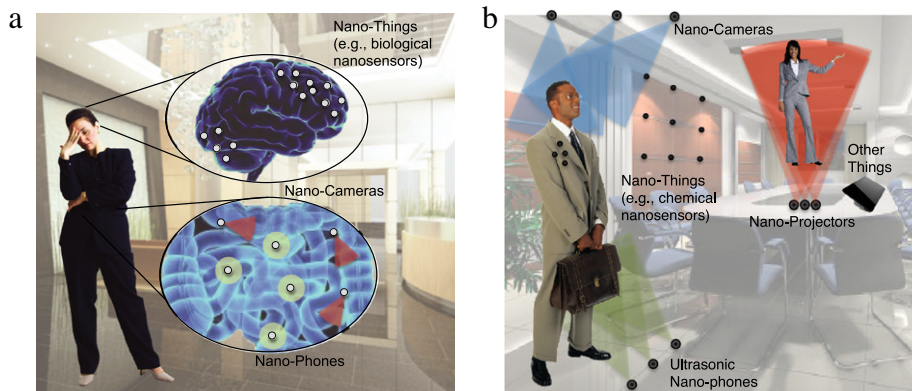 a
Nano-Things
(e.g., biological
nanosensors)
Nano-Cameras
Nano-Phones
b
Nano-Cameras
Nano-Things
(e.g., chemical
nanosensors)
Other
Things
Nano-Projectors
Ultrasonic
Nano-phones